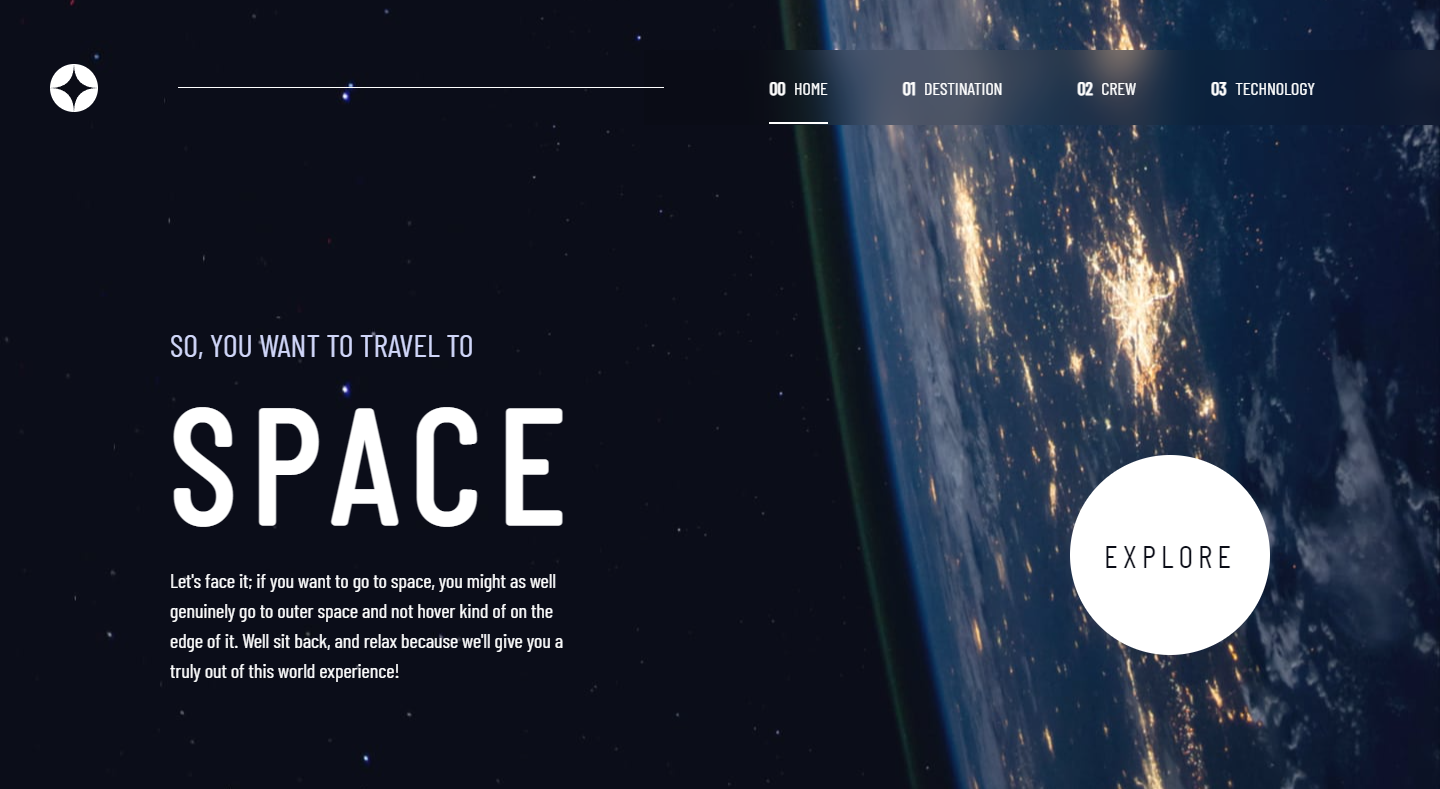 00 HOME 01 DESTINATION 02 CREW 03 TECHNOLOGY
SO, YOU WANT TO TRAVEL TO
SPACE
Let's face it; if you want to go to space, you might as well
genuinely go to outer space and not hover kind of on the
edge of it. Well sit back, and relax because we'll give you a
truly out of this world experience!
EXPLORE